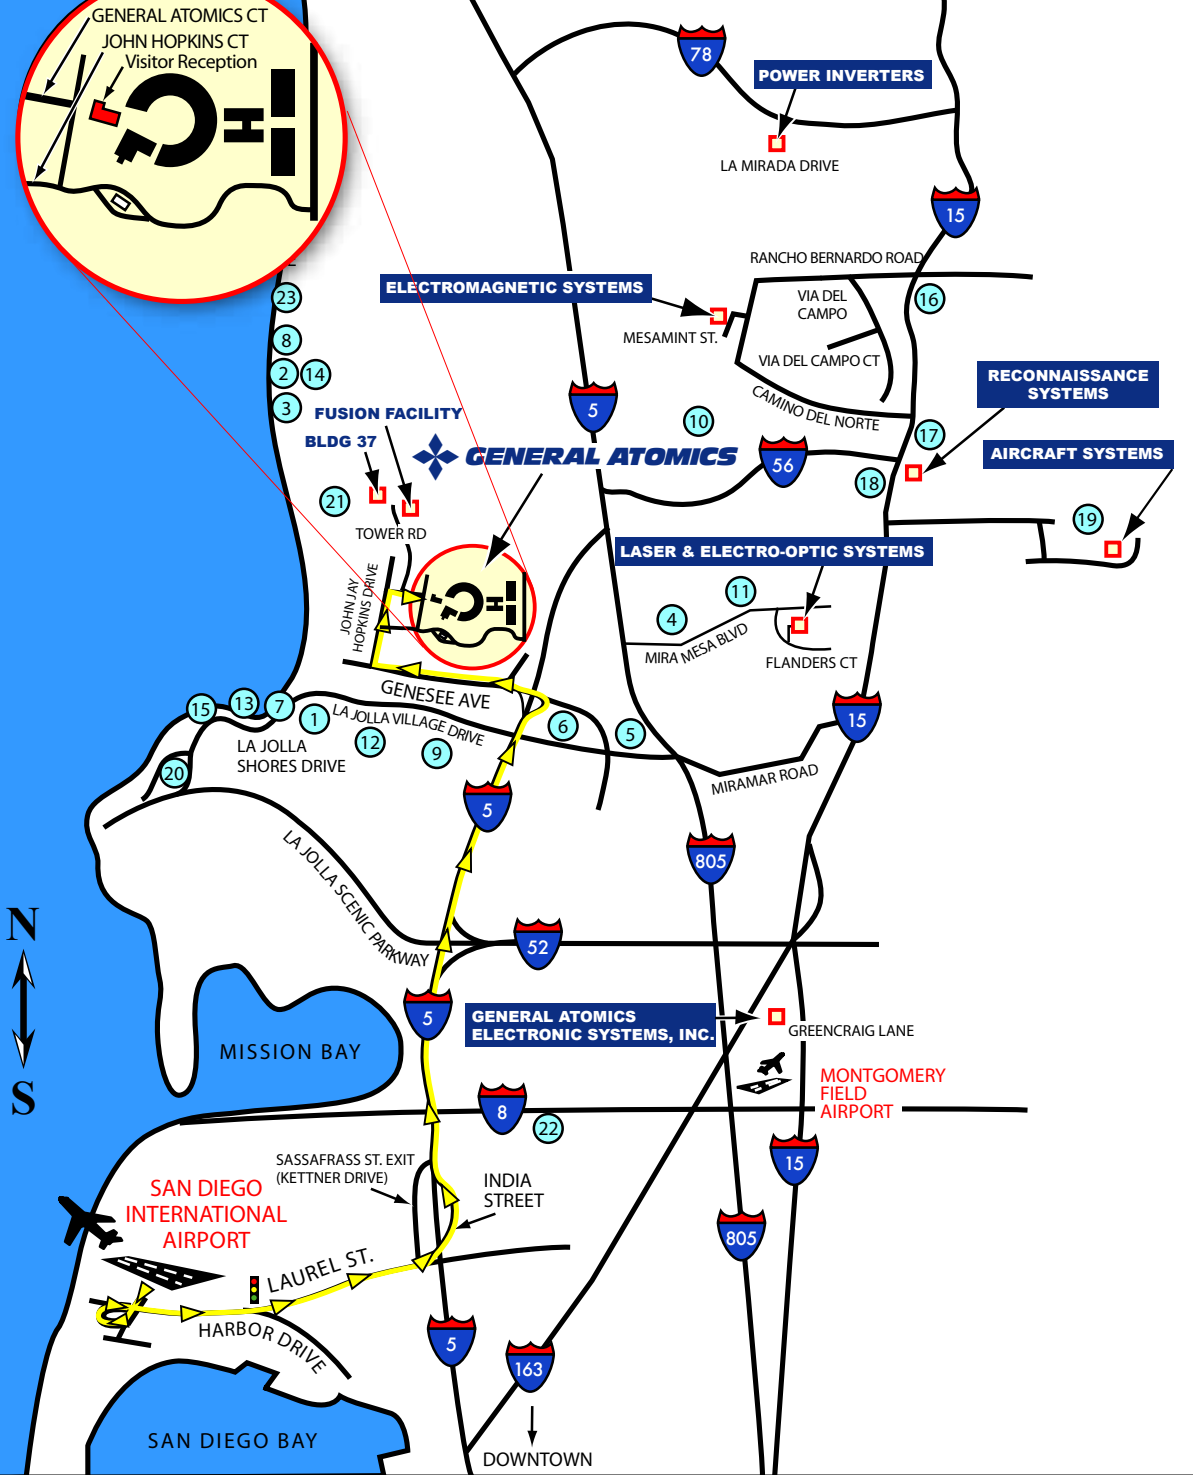 GENERAL ATOMICS CT
JOHN HOPKINS CT
Visitor Reception
78
POWER INVERTERS
LA MIRADA DRIVE
15
RANCHO BERNARDO ROAD
ELECTROMAGNETIC SYSTEMS
VIA DEL
CAMPO
16
23
MESAMINT ST.
8
VIA DEL CAMPO CT
2
14
RECONNAISSANCE
SYSTEMS
3
5
CAMINO DEL NORTE
FUSION FACILITY
10
17
BLDG 37
GENERAL ATOMICS
56
AIRCRAFT SYSTEMS
18
21
19
TOWER RD
LASER & ELECTRO-OPTIC SYSTEMS
JOHN JAY
HOPKINS DRIVE
11
4
MIRA MESA BLVD
FLANDERS CT
GENESEE AVE
15
13
7
1
LA JOLLA VILLAGE DRIVE
6
5
15
12
9
LA JOLLA
SHORES DRIVE
20
MIRAMAR ROAD
5
LA JOLLA SCENIC PARKWAY
805
N
52
5
GENERAL ATOMICS
ELECTRONIC SYSTEMS, INC.
GREENCRAIG LANE
MISSION BAY
S
MONTGOMERY
FIELD
AIRPORT
8
22
SASSAFRASS ST. EXIT
(KETTNER DRIVE)
15
INDIA
STREET
SAN DIEGO
INTERNATIONAL
AIRPORT
805
LAUREL ST.
HARBOR DRIVE
5
163
SAN DIEGO BAY
DOWNTOWN